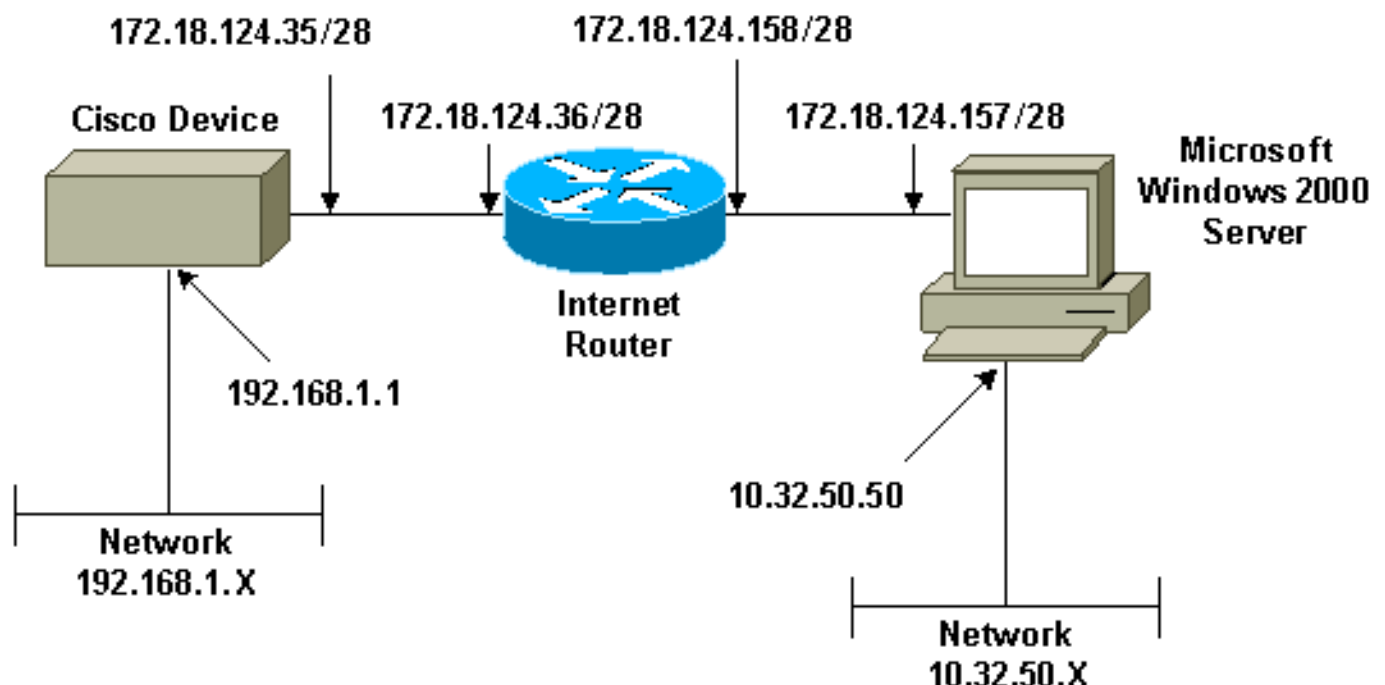 172.18.124.35/28
172.18.124.158/28
Cisco Device
172.18.124.36/28
172.18.124.157/28
Microsoft
Windows 2000
Server
Internet
Router
192.168.1.1
10.32.50.50
Network
192.168.1.X
Network
10.32.50.X